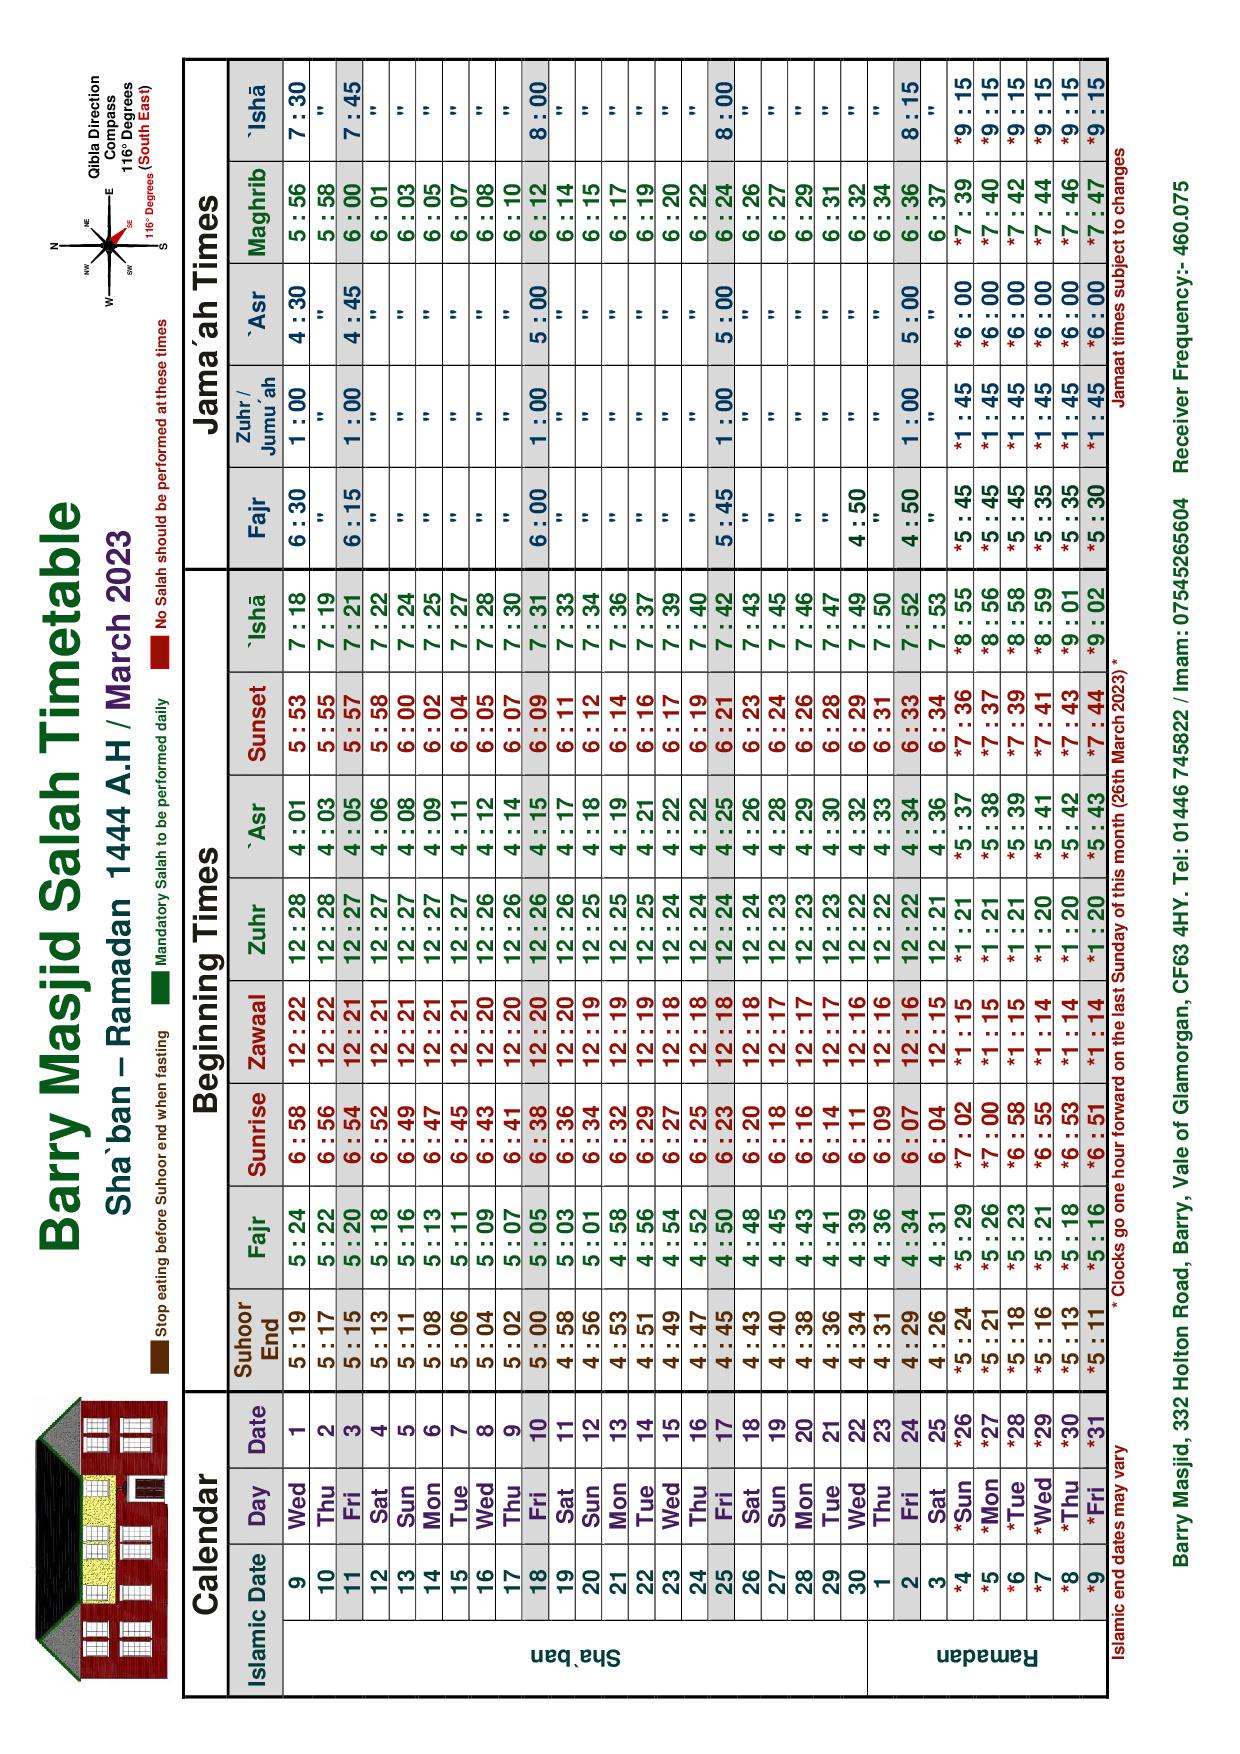 Barry Masjid Salah Timetable
Sha`ban – Ramadan 1444 A.H / March 2023
Stop eating before Suhoor end when fasting Mandatory Salah to be performed daily No Salah should be performed at these times
N
NW NE
W E
SW SE
116° Degrees
S
Qibla Direction
Compass
116° Degrees
(South East)
Calendar Beginning Times Jama´ah Times
Islamic Date Day Date Suhoor End Fajr Sunrise Zawaal Zuhr `Asr Sunset `Ishā Fajr Zuhr / Jumu´ah `Asr Maghrib `Ishā
Sha`ban
9 Wed 1 5 : 19 5 : 24 6 : 58 12 : 22 12 : 28 4 : 01 5 : 53 7 : 18 6 : 30 1 : 00 4 : 30 5 : 56 7 : 30
10 Thu 2 5 : 17 5 : 22 6 : 56 12 : 22 12 : 28 4 : 03 5 : 55 7 : 19 " " " 5 : 58 "
11 Fri 3 5 : 15 5 : 20 6 : 54 12 : 21 12 : 27 4 : 05 5 : 57 7 : 21 6 : 15 1 : 00 4 : 45 6 : 00 7 : 45
12 Sat 4 5 : 13 5 : 18 6 : 52 12 : 21 12 : 27 4 : 06 5 : 58 7 : 22 " " " 6 : 01 "
13 Sun 5 5 : 11 5 : 16 6 : 49 12 : 21 12 : 27 4 : 08 6 : 00 7 : 24 " " " 6 : 03 "
14 Mon 6 5 : 08 5 : 13 6 : 47 12 : 21 12 : 27 4 : 09 6 : 02 7 : 25 " " " 6 : 05 "
15 Tue 7 5 : 06 5 : 11 6 : 45 12 : 21 12 : 27 4 : 11 6 : 04 7 : 27 " " " 6 : 07 "
16 Wed 8 5 : 04 5 : 09 6 : 43 12 : 20 12 : 26 4 : 12 6 : 05 7 : 28 " " " 6 : 08 "
17 Thu 9 5 : 02 5 : 07 6 : 41 12 : 20 12 : 26 4 : 14 6 : 07 7 : 30 " " " 6 : 10 "
18 Fri 10 5 : 00 5 : 05 6 : 38 12 : 20 12 : 26 4 : 15 6 : 09 7 : 31 6 : 00 1 : 00 5 : 00 6 : 12 8 : 00
19 Sat 11 4 : 58 5 : 03 6 : 36 12 : 20 12 : 26 4 : 17 6 : 11 7 : 33 " " " 6 : 14 "
20 Sun 12 4 : 56 5 : 01 6 : 34 12 : 19 12 : 25 4 : 18 6 : 12 7 : 34 " " " 6 : 15 "
21 Mon 13 4 : 53 4 : 58 6 : 32 12 : 19 12 : 25 4 : 19 6 : 14 7 : 36 " " " 6 : 17 "
22 Tue 14 4 : 51 4 : 56 6 : 29 12 : 19 12 : 25 4 : 21 6 : 16 7 : 37 " " " 6 : 19 "
23 Wed 15 4 : 49 4 : 54 6 : 27 12 : 18 12 : 24 4 : 22 6 : 17 7 : 39 " " " 6 : 20 "
24 Thu 16 4 : 47 4 : 52 6 : 25 12 : 18 12 : 24 4 : 22 6 : 19 7 : 40 " " " 6 : 22 "
25 Fri 17 4 : 45 4 : 50 6 : 23 12 : 18 12 : 24 4 : 25 6 : 21 7 : 42 5 : 45 1 : 00 5 : 00 6 : 24 8 : 00
26 Sat 18 4 : 43 4 : 48 6 : 20 12 : 18 12 : 24 4 : 26 6 : 23 7 : 43 " " " 6 : 26 "
27 Sun 19 4 : 40 4 : 45 6 : 18 12 : 17 12 : 23 4 : 28 6 : 24 7 : 45 " " " 6 : 27 "
28 Mon 20 4 : 38 4 : 43 6 : 16 12 : 17 12 : 23 4 : 29 6 : 26 7 : 46 " " " 6 : 29 "
29 Tue 21 4 : 36 4 : 41 6 : 14 12 : 17 12 : 23 4 : 30 6 : 28 7 : 47 " " " 6 : 31 "
30 Wed 22 4 : 34 4 : 39 6 : 11 12 : 16 12 : 22 4 : 32 6 : 29 7 : 49 4 : 50 " " 6 : 32 "
Ramadan
1 Thu 23 4 : 31 4 : 36 6 : 09 12 : 16 12 : 22 4 : 33 6 : 31 7 : 50 " " " 6 : 34 "
2 Fri 24 4 : 29 4 : 34 6 : 07 12 : 16 12 : 22 4 : 34 6 : 33 7 : 52 4 : 50 1 : 00 5 : 00 6 : 36 8 : 15
3 Sat 25 4 : 26 4 : 31 6 : 04 12 : 15 12 : 21 4 : 36 6 : 34 7 : 53 " " " 6 : 37 "
*4 *Sun *26 *5 : 24 *5 : 29 *7 : 02 *1 : 15 *1 : 21 *5 : 37 *7 : 36 *8 : 55 *5 : 45 *1 : 45 *6 : 00 *7 : 39 *9 : 15
*5 *Mon *27 *5 : 21 *5 : 26 *7 : 00 *1 : 15 *1 : 21 *5 : 38 *7 : 37 *8 : 56 *5 : 45 *1 : 45 *6 : 00 *7 : 40 *9 : 15
*6 *Tue *28 *5 : 18 *5 : 23 *6 : 58 *1 : 15 *1 : 21 *5 : 39 *7 : 39 *8 : 58 *5 : 45 *1 : 45 *6 : 00 *7 : 42 *9 : 15
*7 *Wed *29 *5 : 16 *5 : 21 *6 : 55 *1 : 14 *1 : 20 *5 : 41 *7 : 41 *8 : 59 *5 : 35 *1 : 45 *6 : 00 *7 : 44 *9 : 15
*8 *Thu *30 *5 : 13 *5 : 18 *6 : 53 *1 : 14 *1 : 20 *5 : 42 *7 : 43 *9 : 01 *5 : 35 *1 : 45 *6 : 00 *7 : 46 *9 : 15
*9 *Fri *31 *5 : 11 *5 : 16 *6 : 51 *1 : 14 *1 : 20 *5 : 43 *7 : 44 *9 : 02 *5 : 30 *1 : 45 *6 : 00 *7 : 47 *9 : 15
Islamic end dates may vary * Clocks go one hour forward on the last Sunday of this month (26th March 2023) * Jamaat times subject to changes
Barry Masjid, 332 Holton Road, Barry, Vale of Glamorgan, CF63 4HY. Tel: 01446 745822 / Imam: 07545265604 Receiver Frequency:- 460.075